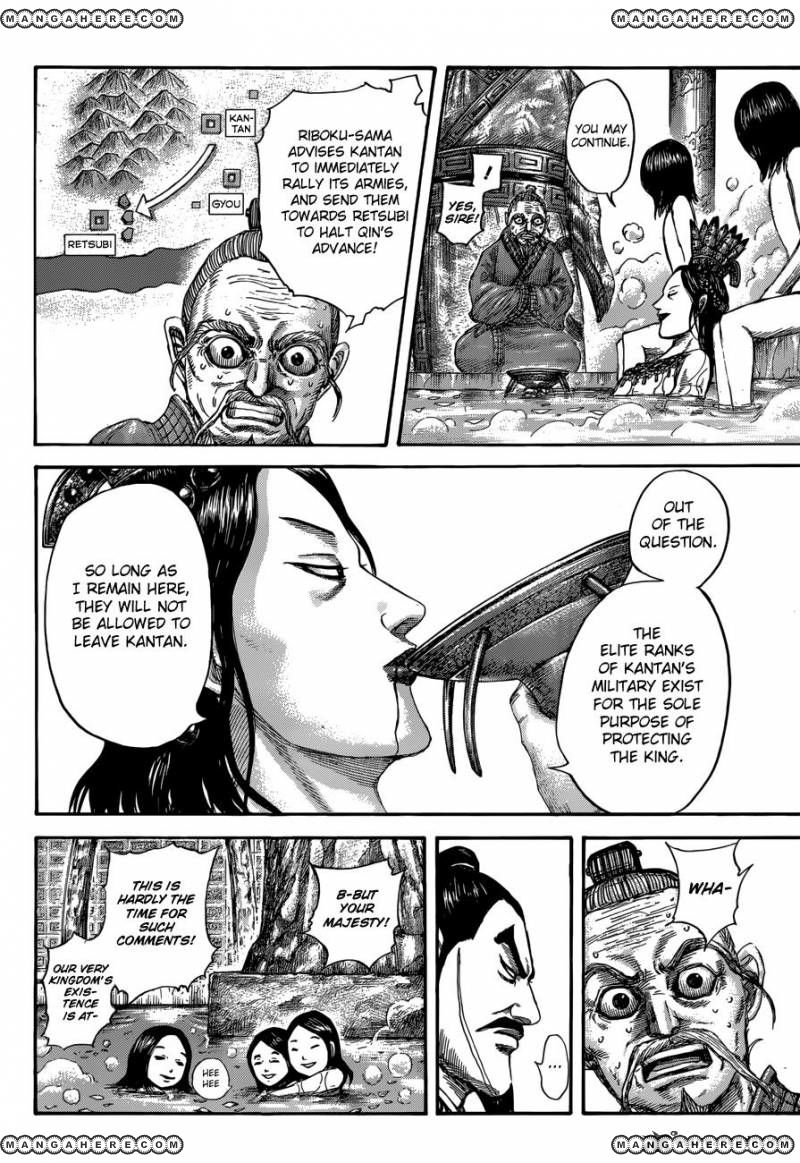 MANGAHERE.COM
MANGAHERE.COM
YOU MAY
CONTINUE.
!
YES,
SIRE!
RIBOKU-SAMA
ADVISES KANTAN
TO IMMEDIATELY
RALLY ITS ARMIES,
AND SEND THEM
TOWARDS RETSUBI
TO HALT QIN'S
ADVANCE!
KAN-
TAN
GYOU
RETSUBI
OUT
OF THE
QUESTION.
THE
ELITE RANKS
OF KANTAN'S
MILITARY EXIST
FOR THE SOLE
PURPOSE OF
PROTECTING
THE KING.
SO LONG AS
I REMAIN HERE,
THEY WILL NOT
BE ALLOWED TO
LEAVE KANTAN.
WHA-
...
B-BUT
YOUR
MAJESTY!
THIS IS
HARDLY THE
TIME FOR
SUCH
COMMENTS!
OUR VERY
KINGDOM'S
EXIS-
TENCE
IS AT-
HEE
HEE
MANGAHERE.COM
MANGAHERE.COM